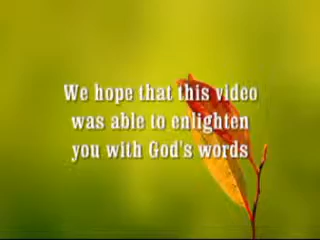 We hope that this video
was able to enlighten
you with God's words